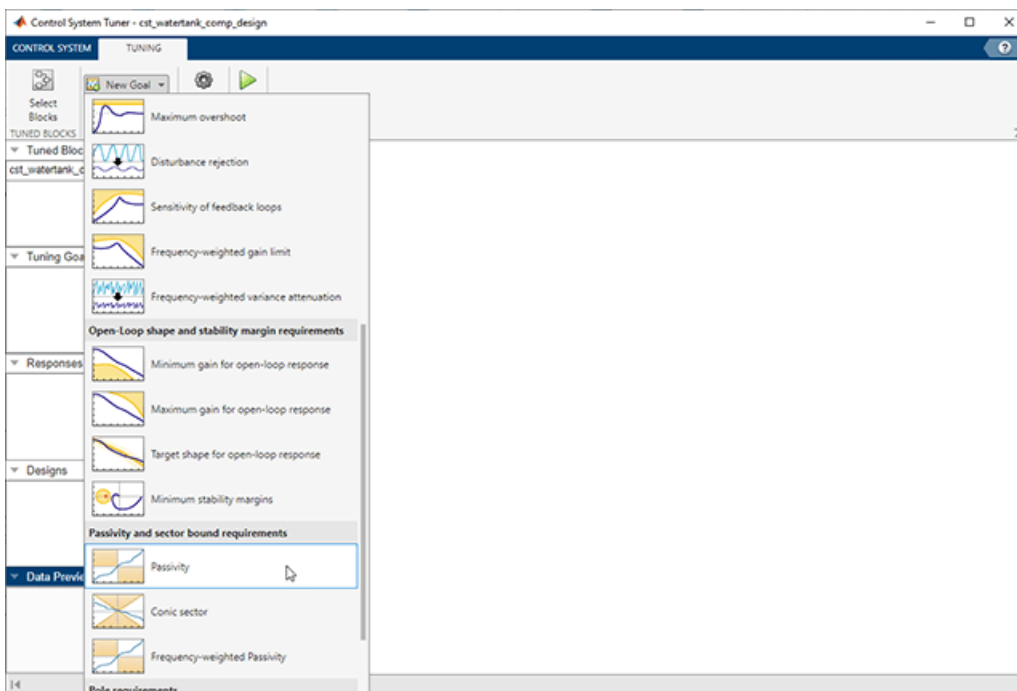 Control System Tuner - cst_watertank_comp_design
CONTROL SYSTEM
TUNING
?
Select
Blocks
New Goal
TUNED BLOCKS
Tuned Bloc
cst_watertank_c
Tuning Goa
Responses
Designs
Data Previe
Maximum overshoot
Disturbance rejection
Sensitivity of feedback loops
Frequency-weighted gain limit
Frequency-weighted variance attenuation
Open-Loop shape and stability margin requirements
Minimum gain for open-loop response
Maximum gain for open-loop response
Target shape for open-loop response
Minimum stability margins
Passivity and sector bound requirements
Passivity
Conic sector
Frequency-weighted Passivity
Pole requirements